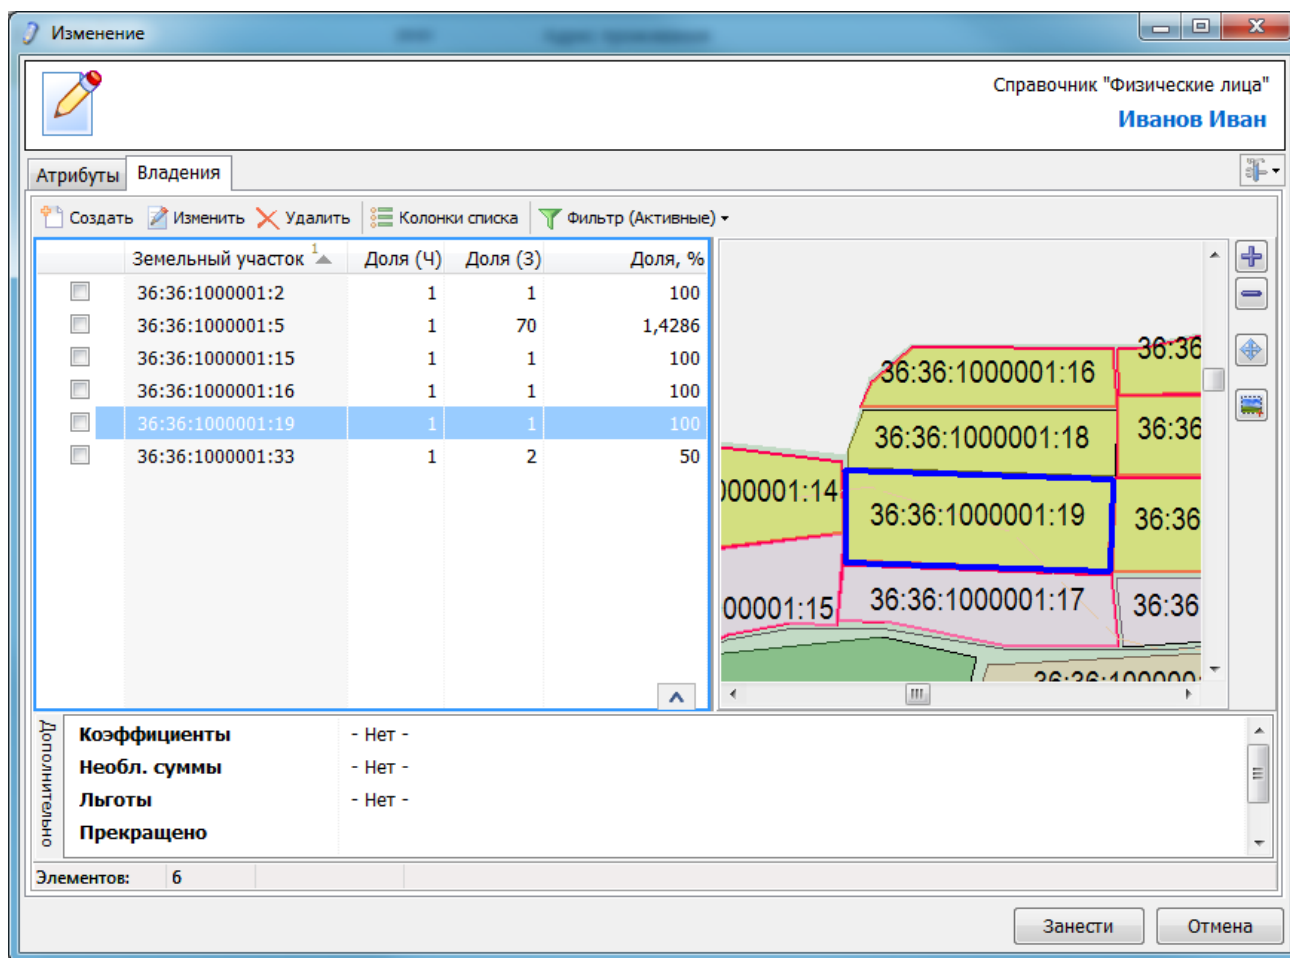 Изменение
Справочник "Физические лица"
Иванов Иван
Атрибуты Владения
Создать Изменить Удалить Колонки списка Фильтр (Активные)
Земельный участок 1 Доля (Ч) Доля (З) Доля, %
36:36:1000001:2 1 1 100
36:36:1000001:5 1 70 1,4286
36:36:1000001:15 1 1 100
36:36:1000001:16 1 1 100
36:36:1000001:19 1 1 100
36:36:1000001:33 1 2 50
36:36
36:36:1000001:16
36:36:1000001:18 36:36
000001:14 36:36:1000001:19 36:36
00001:15 36:36:1000001:17 36:36
36:36:100000
Дополнительно
Коэффициенты - Нет -
Необл. суммы - Нет -
Льготы - Нет -
Прекращено
Элементов: 6
Занести Отмена